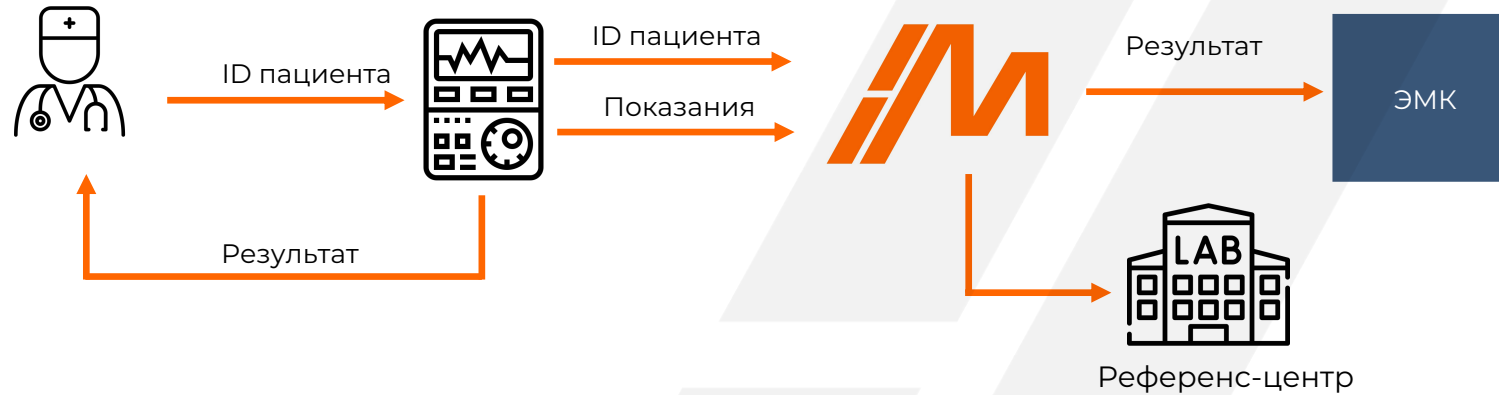 ID пациента
ID пациента
Показания
Результат
ЭМК
Результат
LAB
Референс-центр